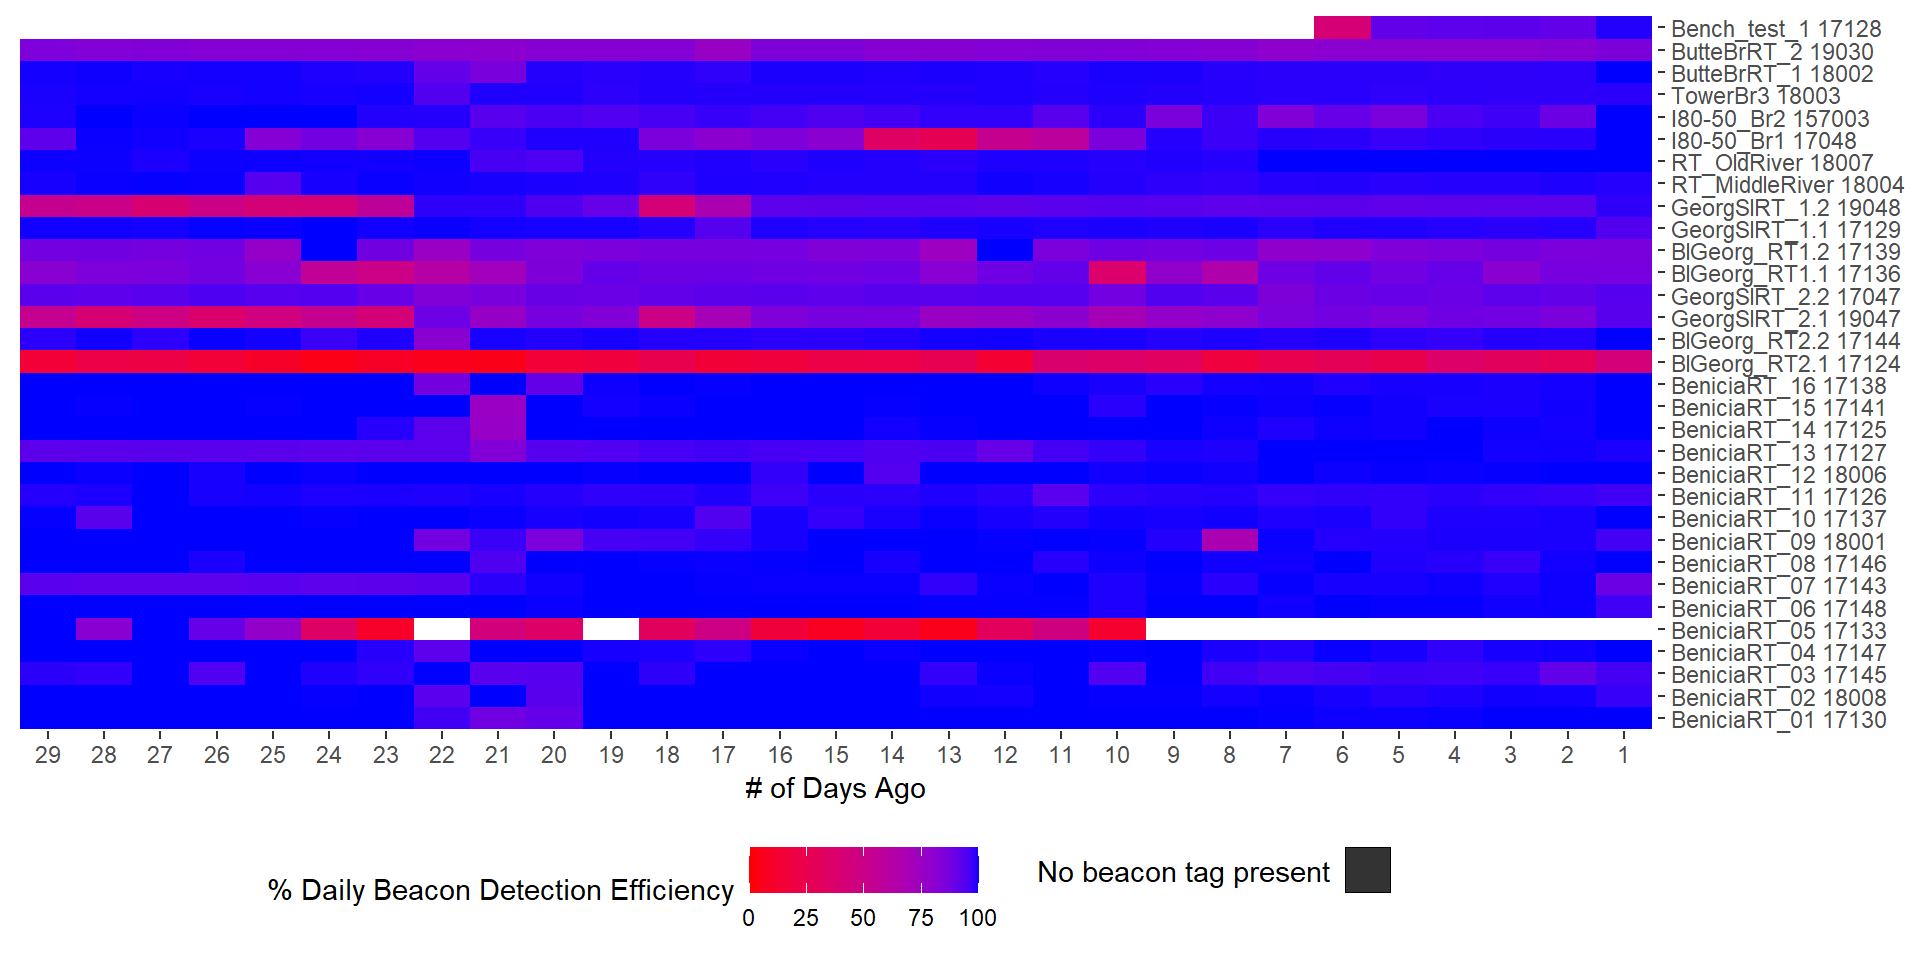 Bench_test_1 17128
ButteBrRT_2 19030
ButteBrRT_1 18002
TowerBr3 18003
I80-50_Br2 157003
I80-50_Br1 17048
RT_OldRiver 18007
RT_MiddleRiver 18004
GeorgSlRT_1.2 19048
GeorgSlRT_1.1 17129
BlGeorg_RT1.2 17139
BlGeorg_RT1.1 17136
GeorgSlRT_2.2 17047
GeorgSlRT_2.1 19047
BlGeorg_RT2.2 17144
BlGeorg_RT2.1 17124
BeniciaRT_16 17138
BeniciaRT_15 17141
BeniciaRT_14 17125
BeniciaRT_13 17127
BeniciaRT_12 18006
BeniciaRT_11 17126
BeniciaRT_10 17137
BeniciaRT_09 18001
BeniciaRT_08 17146
BeniciaRT_07 17143
BeniciaRT_06 17148
BeniciaRT_05 17133
BeniciaRT_04 17147
BeniciaRT_03 17145
BeniciaRT_02 18008
BeniciaRT_01 17130
29 28 27 26 25 24 23 22 21 20 19 18 17 16 15 14 13 12 11 10 9 8 7 6 5 4 3 2 1
# of Days Ago
% Daily Beacon Detection Efficiency
0 25 50 75 100
No beacon tag present